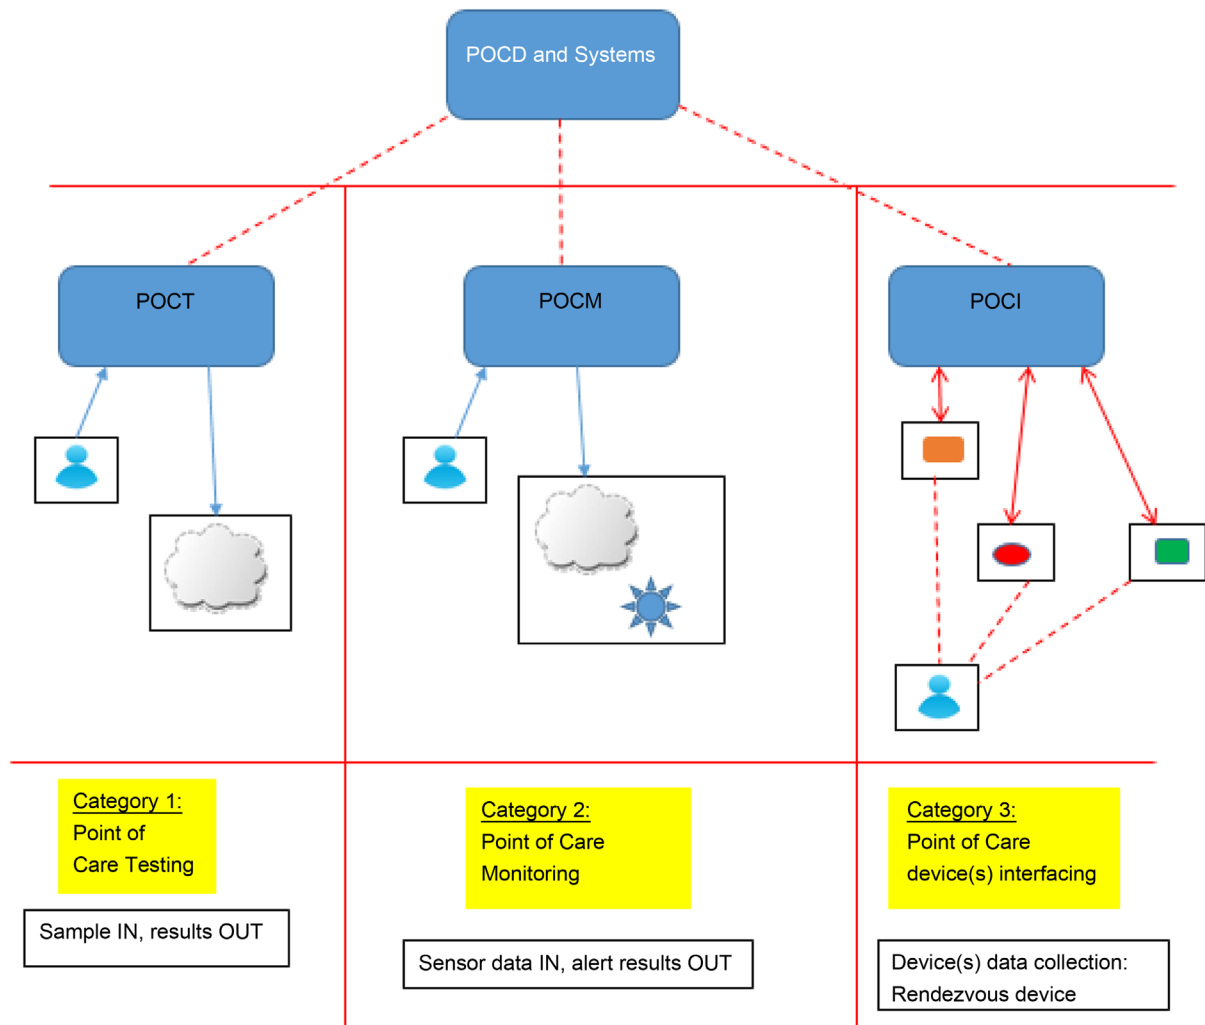 POCD and Systems
POCT
POCM
POCI
Category 1:
Point of
Care Testing
Category 2:
Point of Care
Monitoring
Category 3:
Point of Care
device(s) interfacing
Sample IN, results OUT
Sensor data IN, alert results OUT
Device(s) data collection:
Rendezvous device